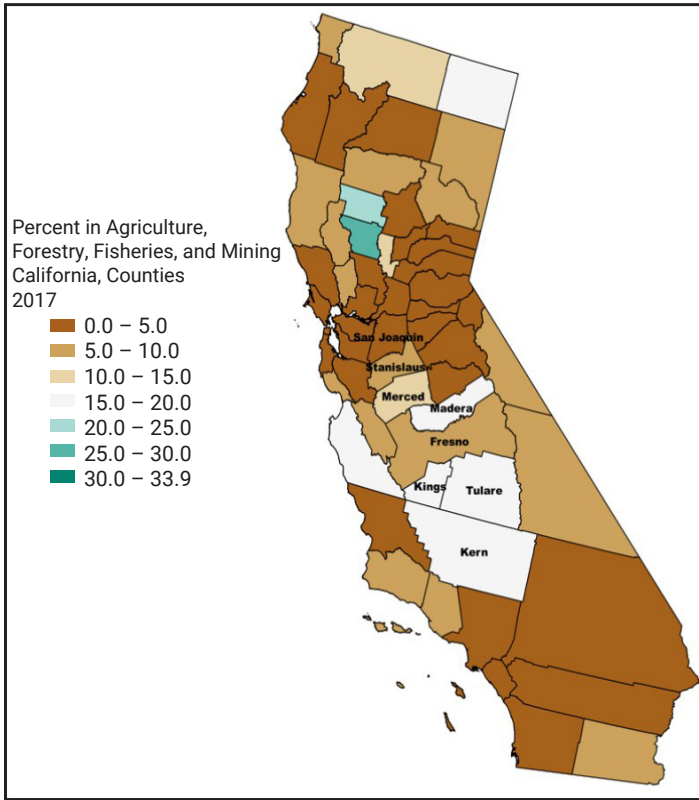 Percent in Agriculture,
Forestry, Fisheries, and Mining
California, Counties
2017
0.0 – 5.0
5.0 – 10.0
10.0 – 15.0
15.0 – 20.0
20.0 – 25.0
25.0 – 30.0
30.0 – 33.9
San Joaquin
Stanislaus
Merced
Madera
Fresno
Kings
Tulare
Kern